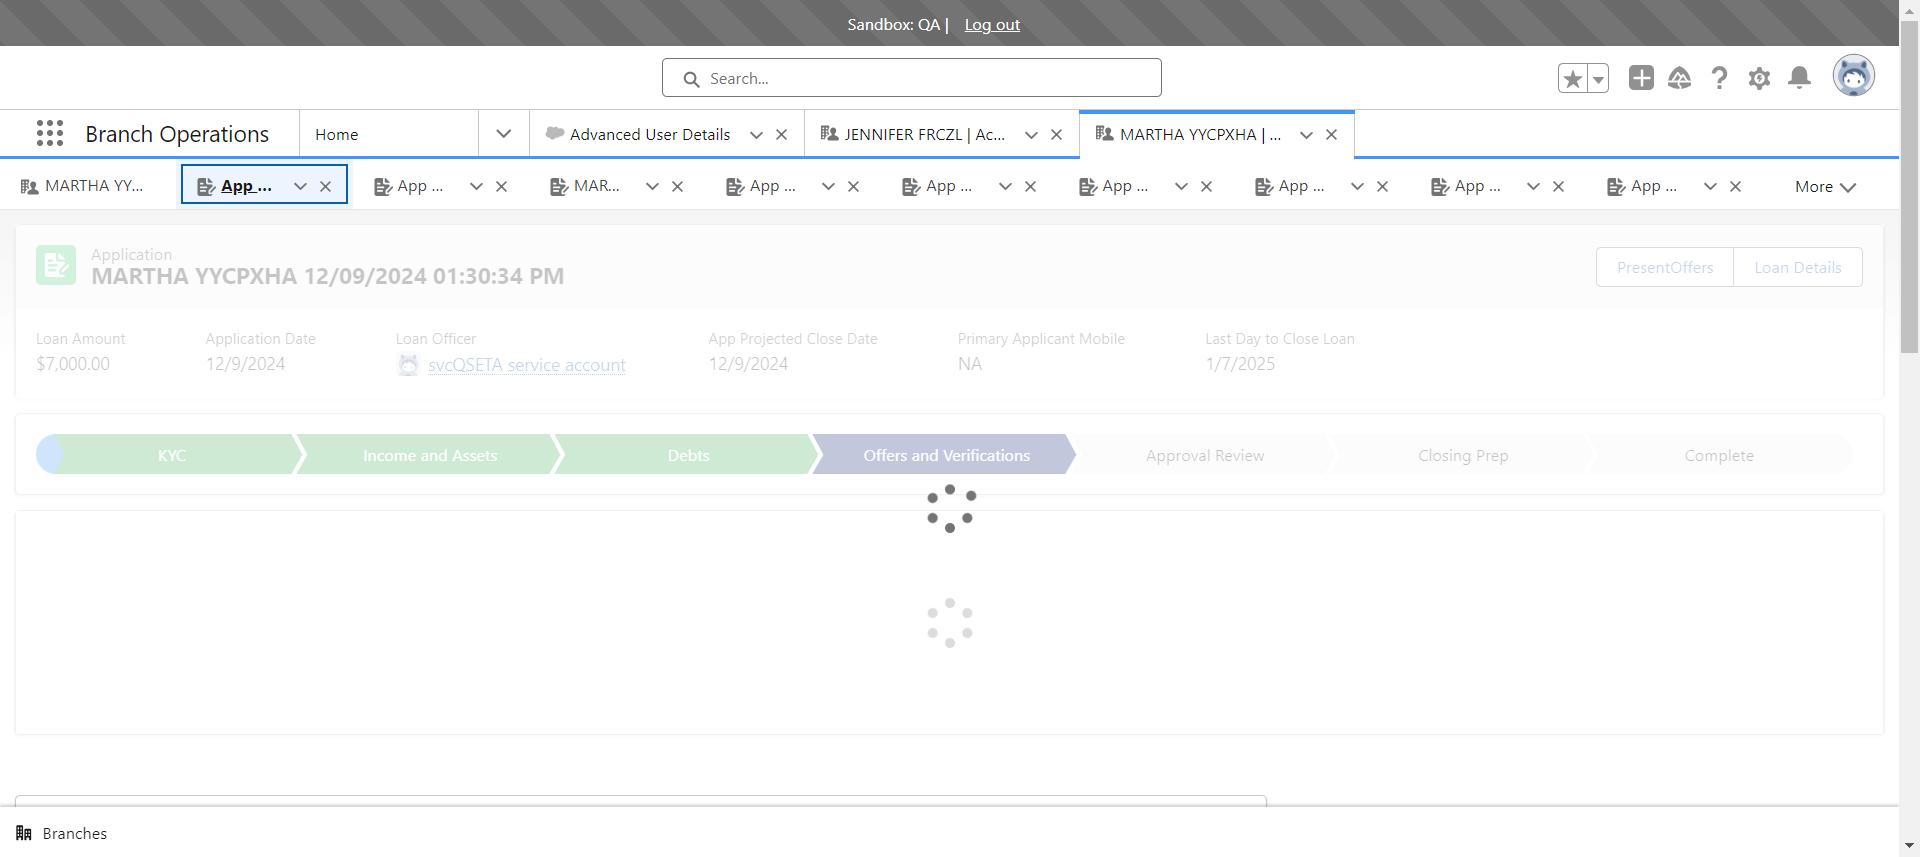 Sandbox: QA | Log out
Search...
Branch Operations Home Advanced User Details JENNIFER FRCZL | Ac... MARTHA YYCPXHA | ...
MARTHA YY... App ... App ... MAR... App ... App ... App ... App ... App ... App ... More
Application
MARTHA YYCPXHA 12/09/2024 01:30:34 PM
PresentOffers Loan Details
Loan Amount Application Date Loan Officer App Projected Close Date Primary Applicant Mobile Last Day to Close Loan
$7,000.00 12/9/2024 svcQSETA service account 12/9/2024 NA 1/7/2025
KYC Income and Assets Debts Offers and Verifications Approval Review Closing Prep Complete
Branches